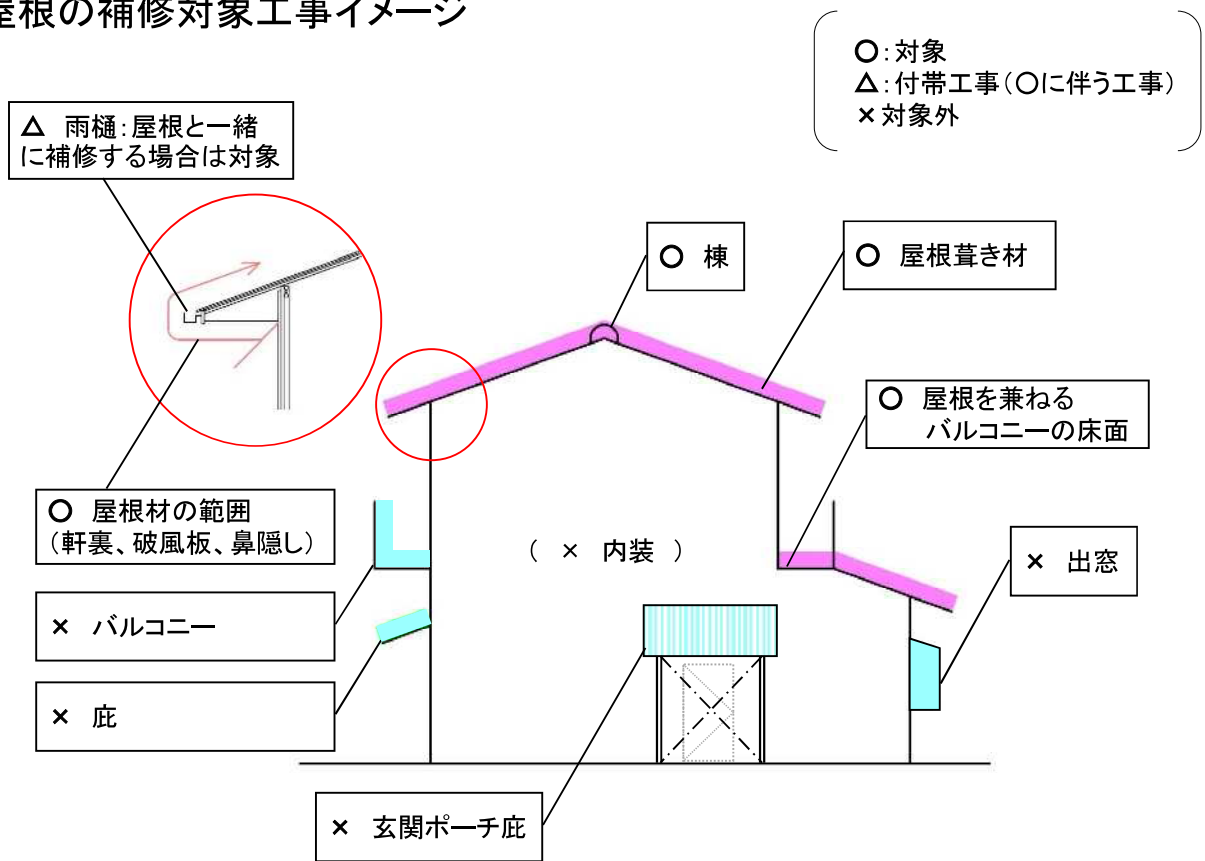 屋根の補修対象工事イメージ
○:対象
△:付帯工事(○に伴う工事)
×対象外
△ 雨樋:屋根と一緒
に補修する場合は対象
○ 棟
○ 屋根葺き材
○ 屋根を兼ねる
バルコニーの床面
○ 屋根材の範囲
(軒裏、破風板、鼻隠し)
( × 内装 )
× 出窓
× バルコニー
× 庇
× 玄関ポーチ庇